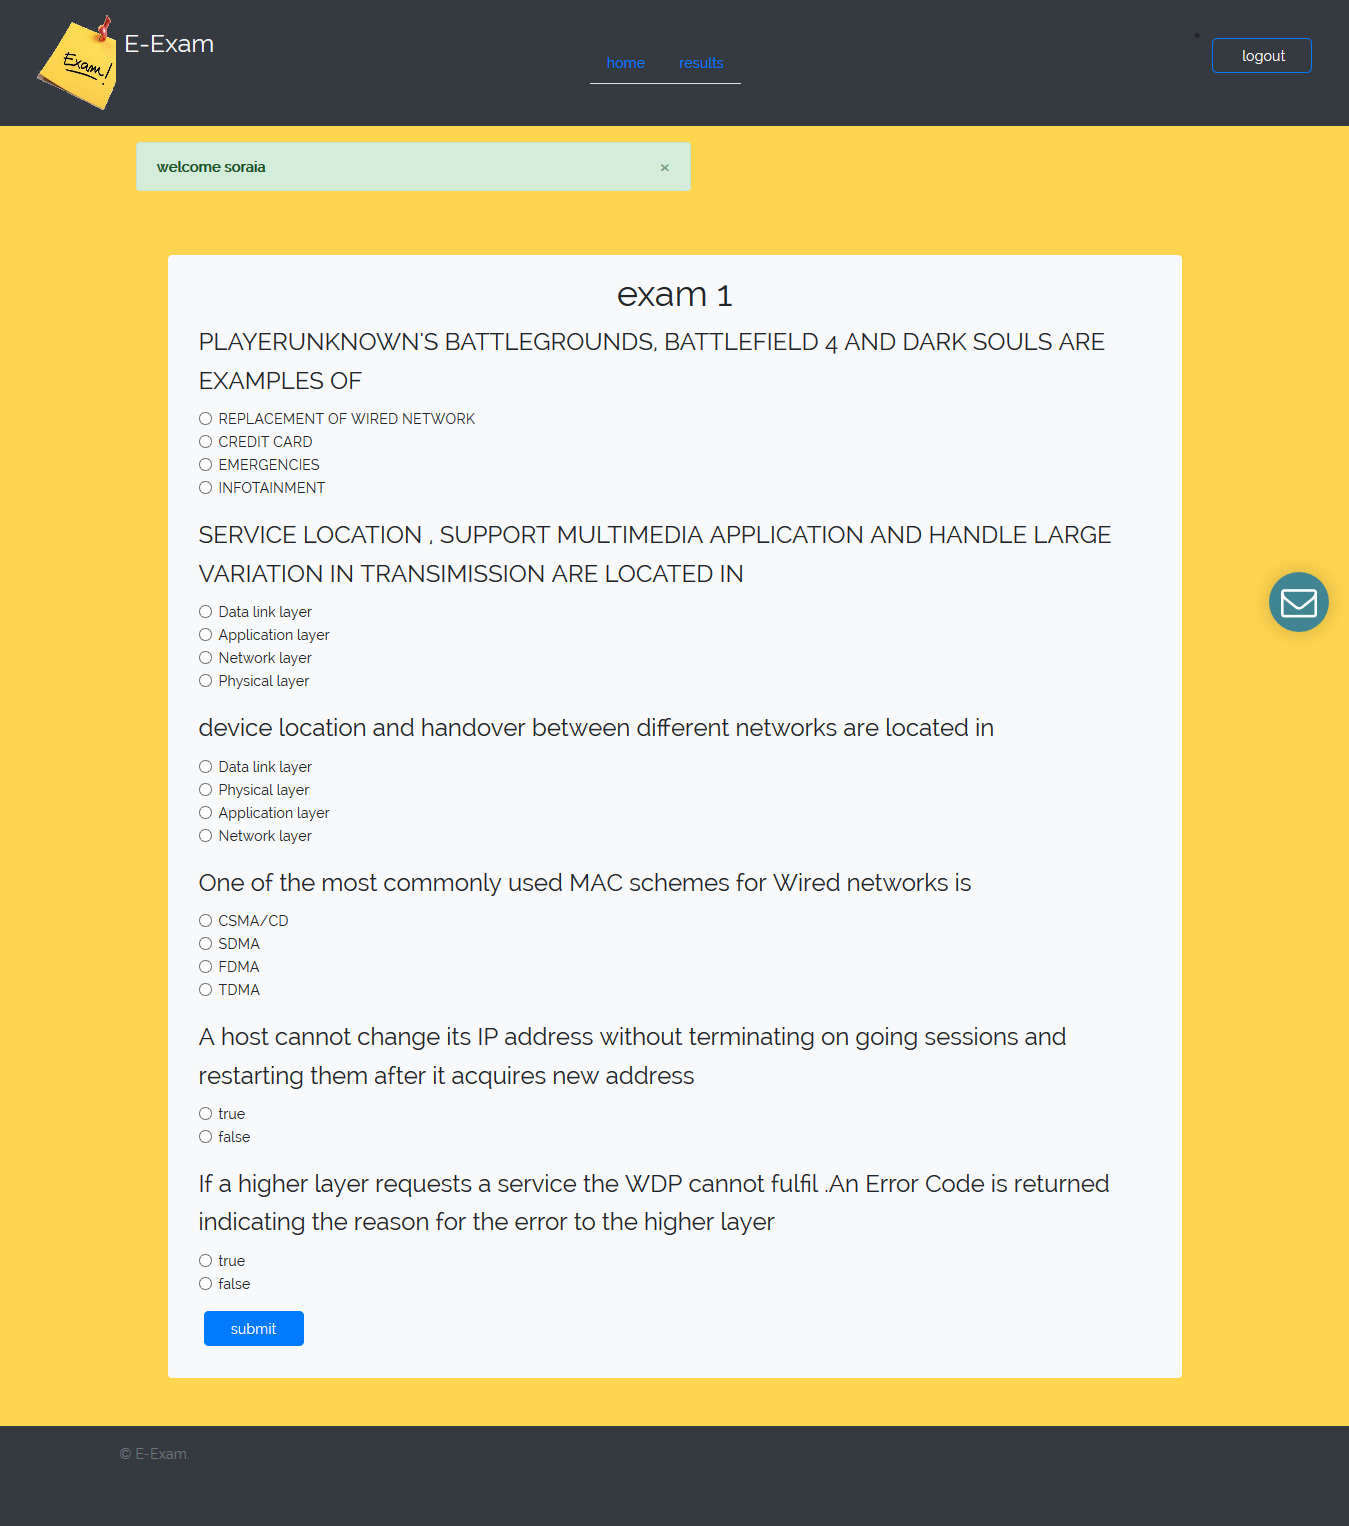 Exam!
E-Exam
home results
logout
welcome soraia ×
exam 1
PLAYERUNKNOWN'S BATTLEGROUNDS, BATTLEFIELD 4 AND DARK SOULS ARE
EXAMPLES OF
REPLACEMENT OF WIRED NETWORK
CREDIT CARD
EMERGENCIES
INFOTAINMENT
SERVICE LOCATION , SUPPORT MULTIMEDIA APPLICATION AND HANDLE LARGE
VARIATION IN TRANSIMISSION ARE LOCATED IN
Data link layer
Application layer
Network layer
Physical layer
device location and handover between different networks are located in
Data link layer
Physical layer
Application layer
Network layer
One of the most commonly used MAC schemes for Wired networks is
CSMA/CD
SDMA
FDMA
TDMA
A host cannot change its IP address without terminating on going sessions and
restarting them after it acquires new address
true
false
If a higher layer requests a service the WDP cannot fulfil .An Error Code is returned
indicating the reason for the error to the higher layer
true
false
submit
© E-Exam.